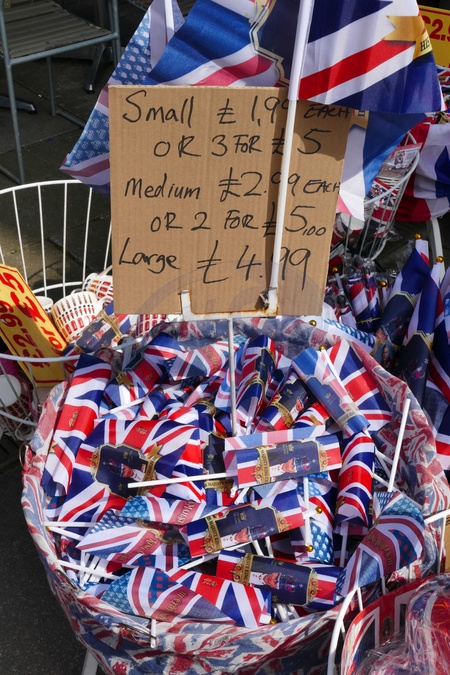 Small £ 1.99 EACH
OR 3 FOR £5
Medium £2.99 EACH
OR 2 FOR £5.00
Large £4.99